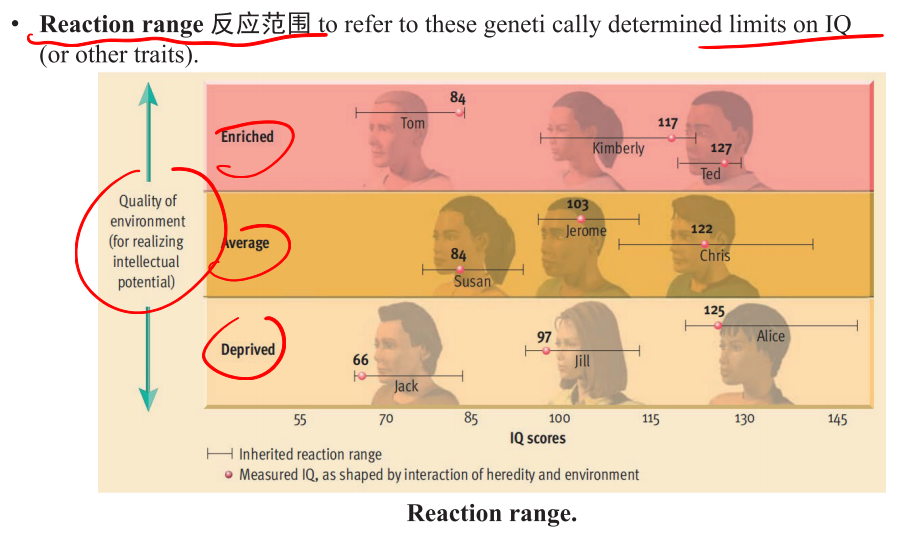 • Reaction range 反应范围 to refer to these geneti cally determined limits on IQ
(or other traits).
Enriched
84
Tom
Kimberly
117
127
Ted
Quality of
environment
(for realizing
intellectual
potential)
Average
84
Susan
103
Jerome
122
Chris
Deprived
66
Jack
97
Jill
125
Alice
55 70 85 100 115 130 145
IQ scores
Inherited reaction range
Measured IQ, as shaped by interaction of heredity and environment
Reaction range.